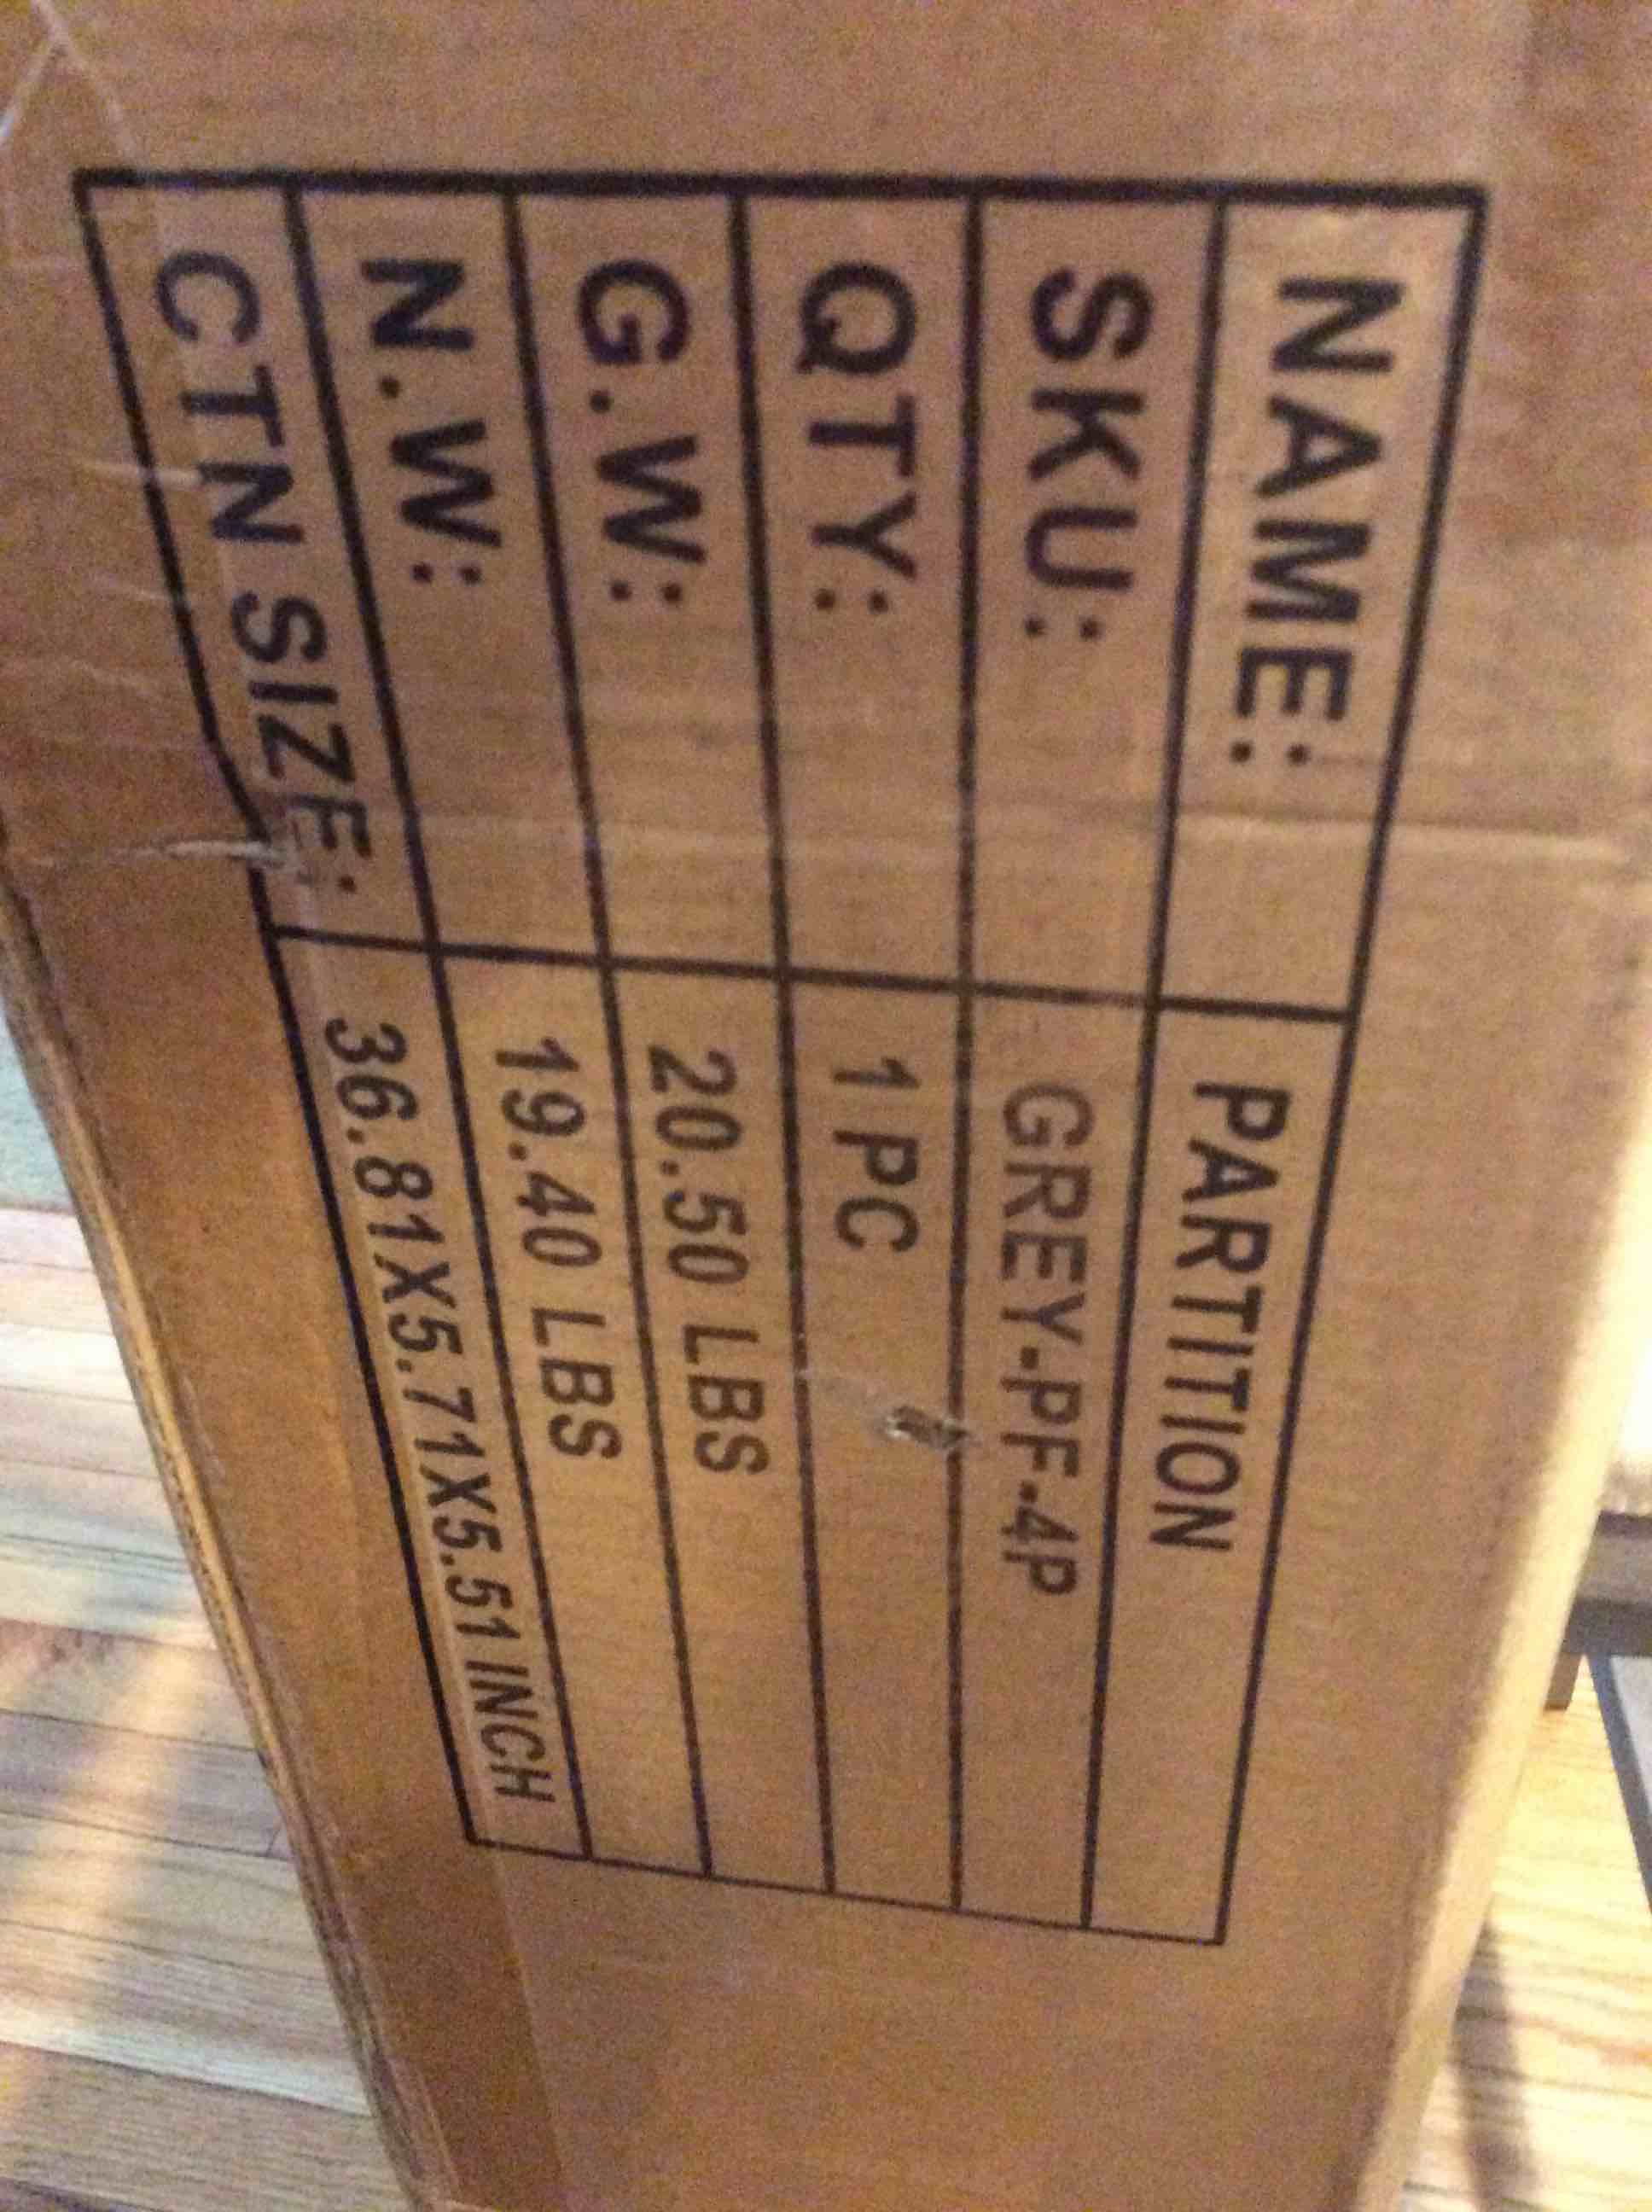 NAME: PARTITION
SKU: GREY-PF-4P
QTY: 1 PC
G.W: 20.50 LBS
N.W: 19.40 LBS
CTN SIZE: 36.81X5.71X5.51 INCH